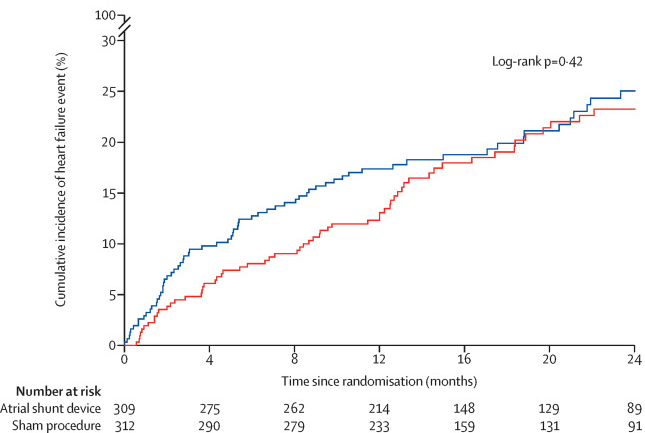 100
30
25
20
15
10
5
0
Cumulative incidence of heart failure event (%)
Log-rank p=0·42
0 4 8 12 16 20 24
Time since randomisation (months)
Number at risk
Atrial shunt device 309 275 262 214 148 129 89
Sham procedure 312 290 279 233 159 131 91